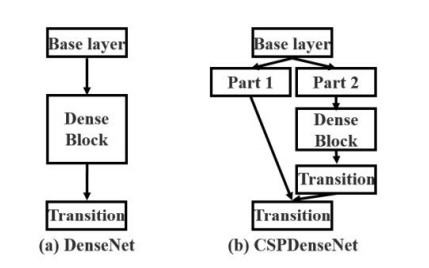 Base layer
Dense
Block
Transition
(a) DenseNet
Base layer
Part 1
Part 2
Dense
Block
Transition
Transition
(b) CSPDenseNet